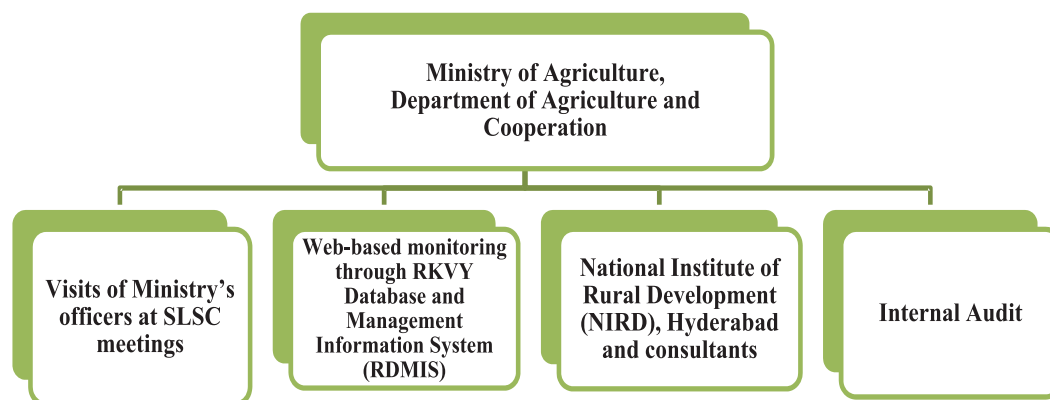 Ministry of Agriculture,
Department of Agriculture and
Cooperation
Visits of Ministry’s
officers at SLSC
meetings
Web-based monitoring
through RKVY
Database and
Management
Information System
(RDMIS)
National Institute of
Rural Development
(NIRD), Hyderabad
and consultants
Internal Audit